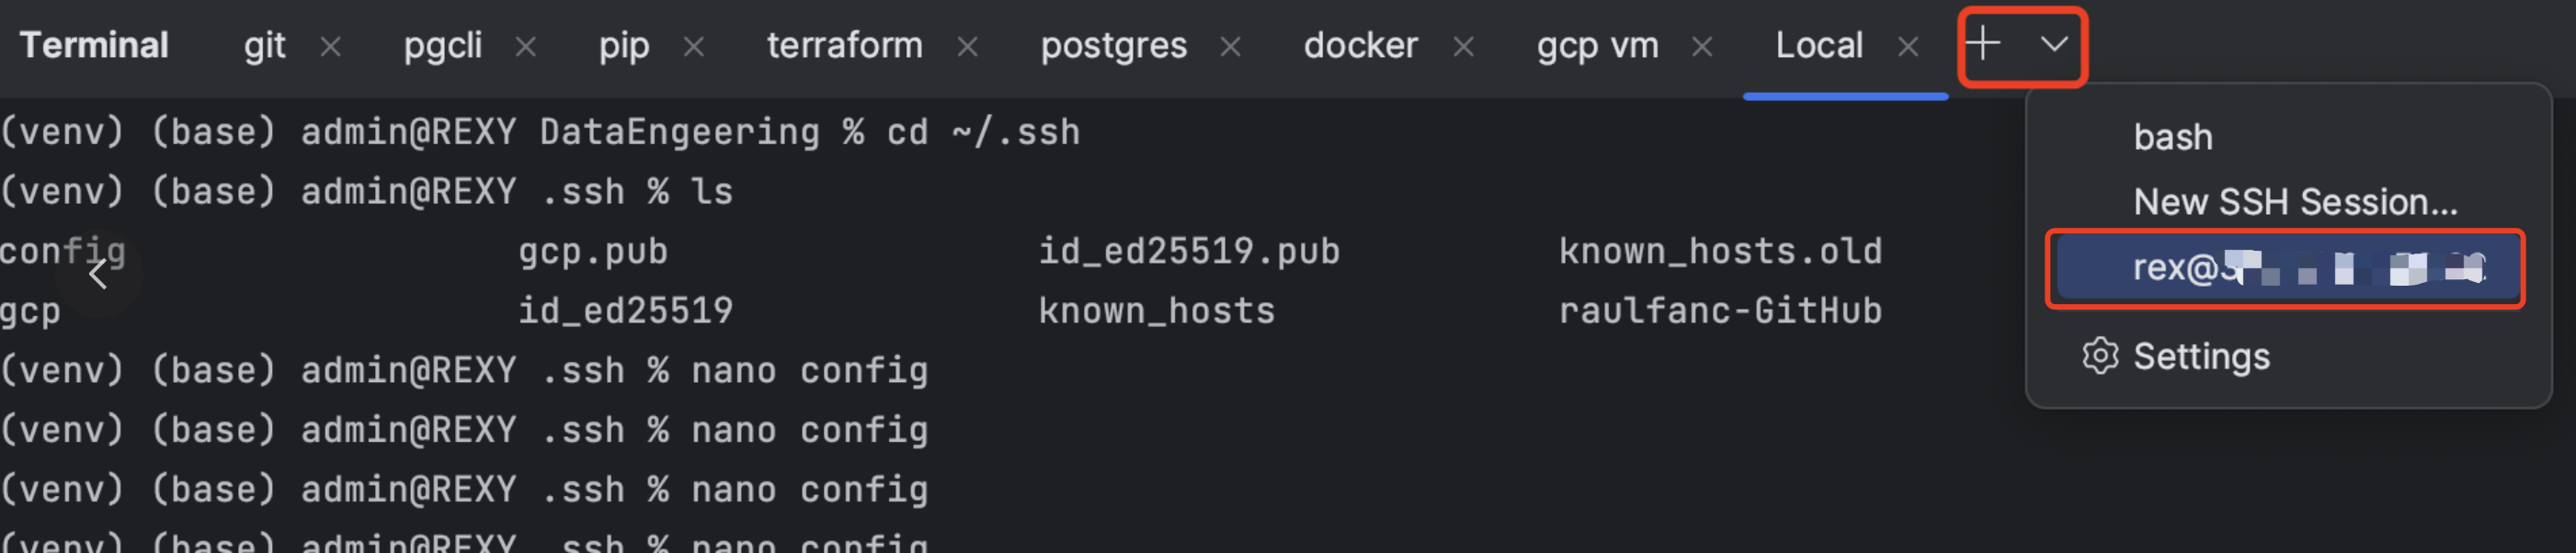 Terminal git pgcli pip terraform postgres docker gcp vm Local
(venv) (base) admin@REXY DataEngeering % cd ~/.ssh
(venv) (base) admin@REXY .ssh % ls
config gcp.pub id_ed25519.pub known_hosts.old
gcp id_ed25519 known_hosts raulfanc-GitHub
(venv) (base) admin@REXY .ssh % nano config
(venv) (base) admin@REXY .ssh % nano config
(venv) (base) admin@REXY .ssh % nano config
(venv) (base) admin@REXY .ssh % nano config
bash
New SSH Session...
rex@
Settings